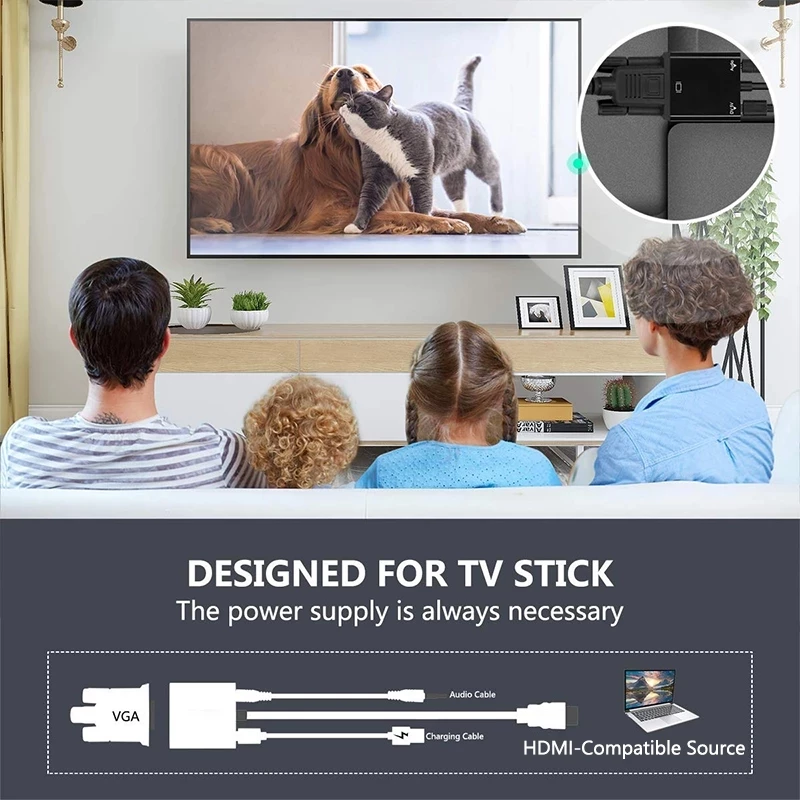 DESIGNED FOR TV STICK
The power supply is always necessary
VGA
Audio Cable
Charging Cable
HDMI-Compatible Source